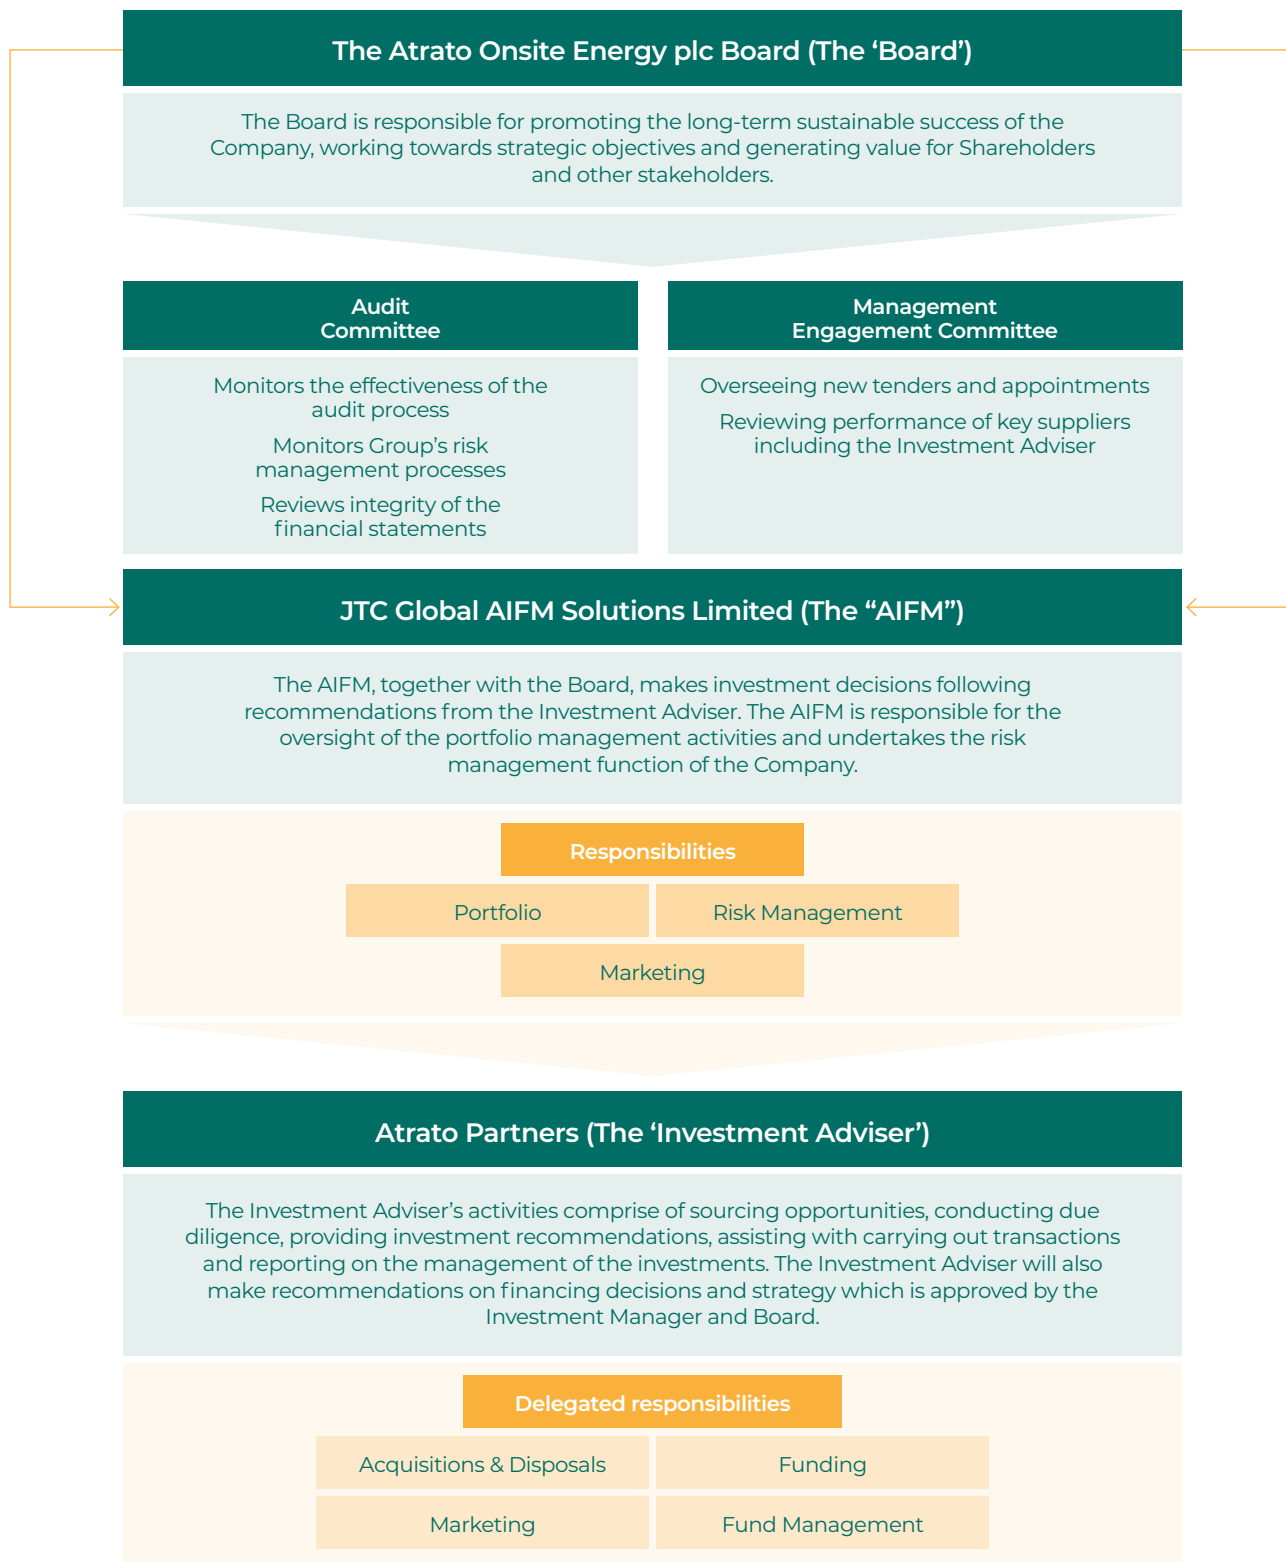 The Atrato Onsite Energy plc Board (The ‘Board’)
The Board is responsible for promoting the long-term sustainable success of the
Company, working towards strategic objectives and generating value for Shareholders
and other stakeholders.
Audit
Committee
Monitors the effectiveness of the
audit process
Monitors Group’s risk
management processes
Reviews integrity of the
financial statements
Management
Engagement Committee
Overseeing new tenders and appointments
Reviewing performance of key suppliers
including the Investment Adviser
JTC Global AIFM Solutions Limited (The “AIFM”)
The AIFM, together with the Board, makes investment decisions following
recommendations from the Investment Adviser. The AIFM is responsible for the
oversight of the portfolio management activities and undertakes the risk
management function of the Company.
Responsibilities
Portfolio
Risk Management
Marketing
Atrato Partners (The ‘Investment Adviser’)
The Investment Adviser’s activities comprise of sourcing opportunities, conducting due
diligence, providing investment recommendations, assisting with carrying out transactions
and reporting on the management of the investments. The Investment Adviser will also
make recommendations on financing decisions and strategy which is approved by the
Investment Manager and Board.
Delegated responsibilities
Acquisitions & Disposals
Funding
Marketing
Fund Management